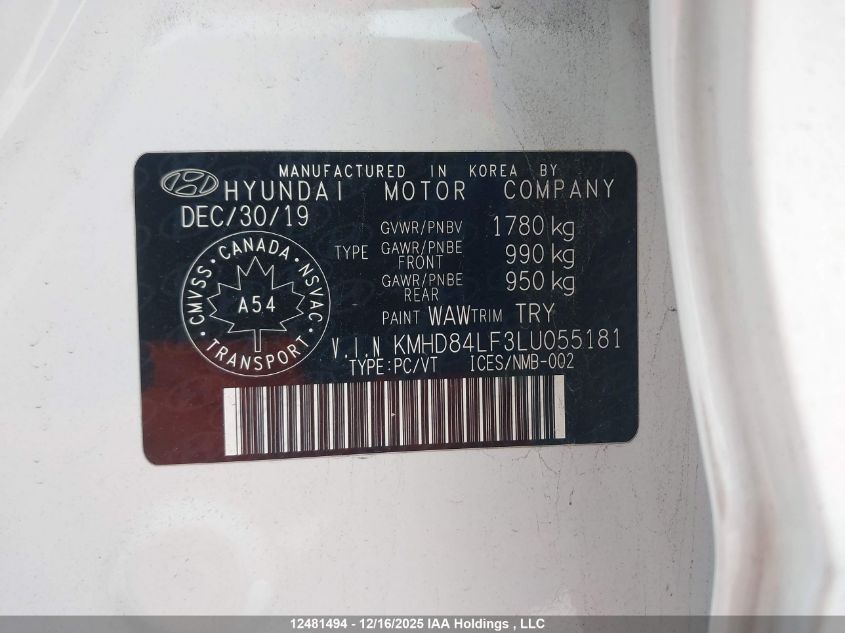 MANUFACTURED IN KOREA BY
HYUNDAI MOTOR COMPANY
DEC/30/19
GVWR/PNBV 1780 kg
TYPE GAWR/PNBE FRONT 990 kg
GAWR/PNBE REAR 950 kg
PAINT WAW TRIM TRY
CMVSS • CANADA • NSVAC • TRANSPORT •
A54
V.I.N KMHD84LF3LU055181
TYPE:PC/VT ICES/NMB-002
12481494 - 12/16/2025 IAA Holdings , LLC